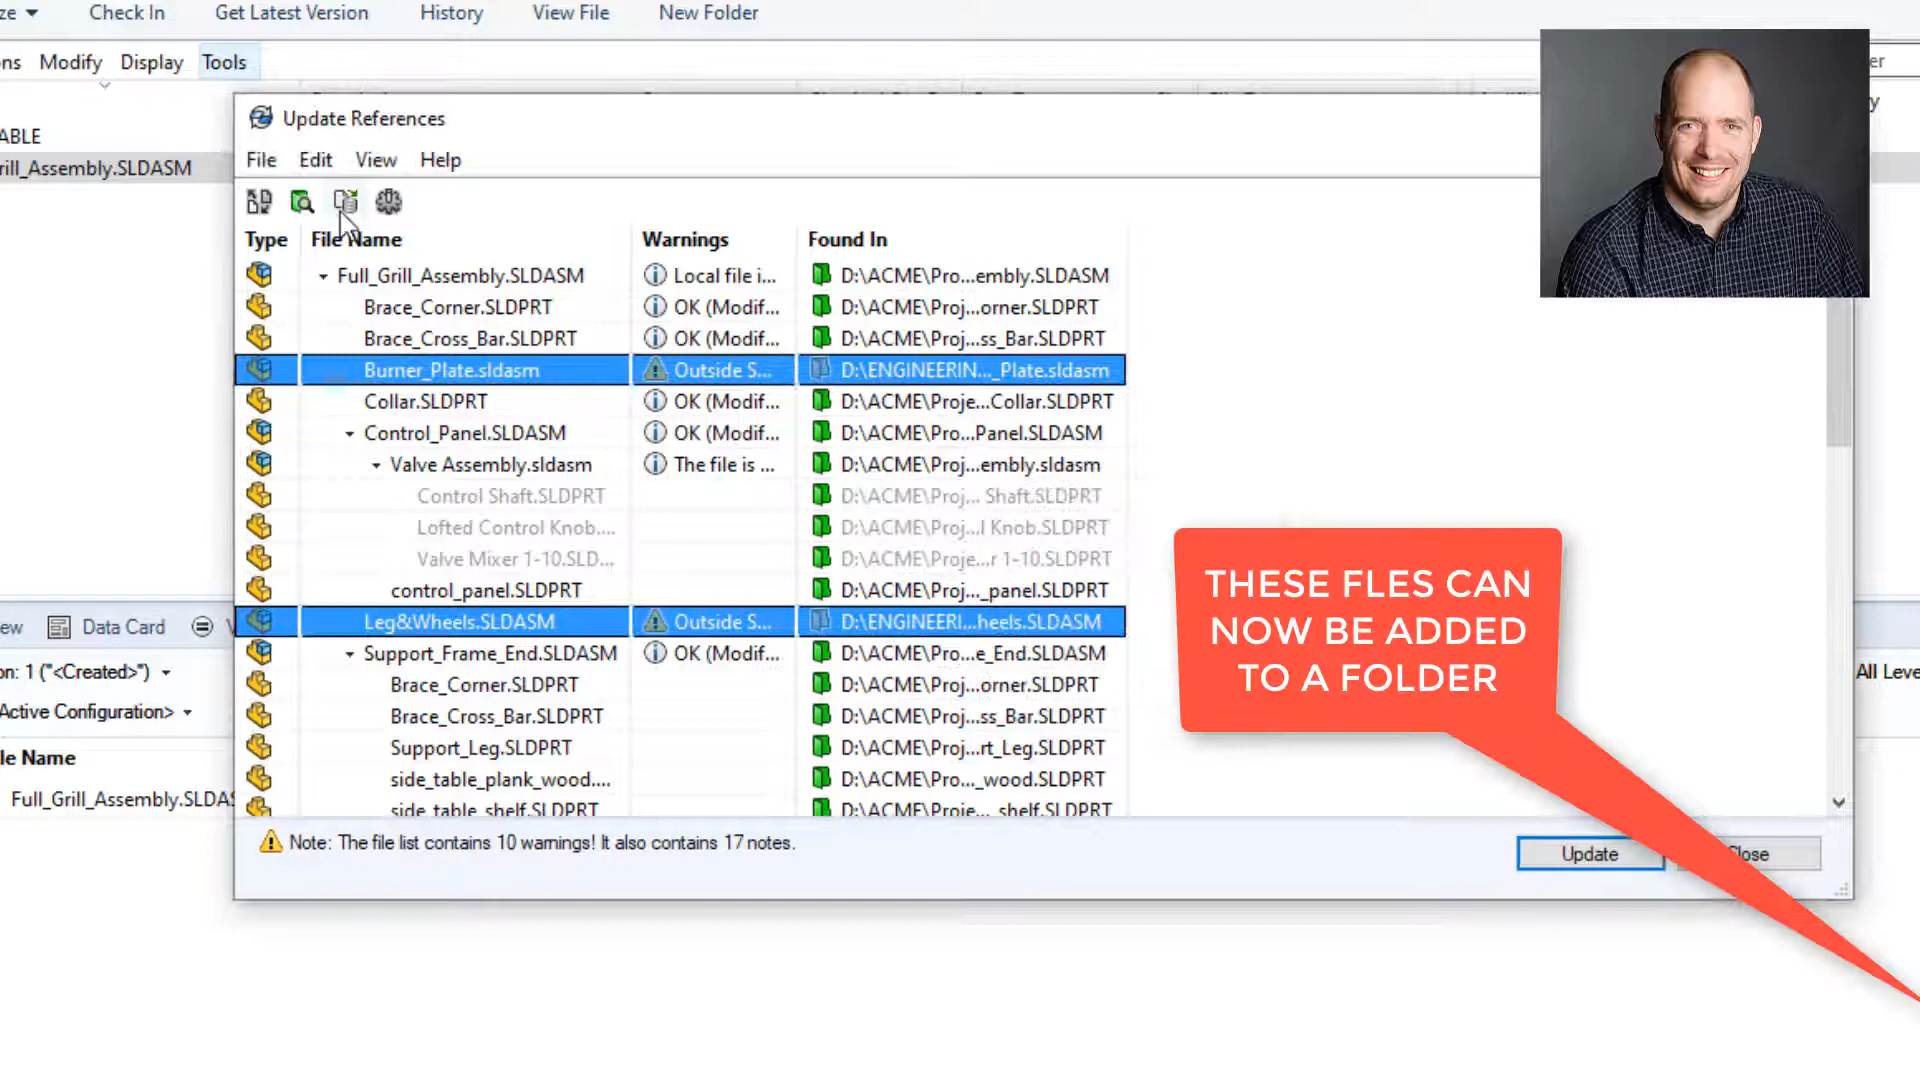 ze Check In Get Latest Version History View File New Folder
ns Modify Display Tools
er
y
ABLE
rill_Assembly.SLDASM
Update References
File Edit View Help
Type File Name Warnings Found In
Full_Grill_Assembly.SLDASM Local file i... D:\ACME\Pro...embly.SLDASM
Brace_Corner.SLDPRT OK (Modif... D:\ACME\Proj...orner.SLDPRT
Brace_Cross_Bar.SLDPRT OK (Modif... D:\ACME\Proj...ss_Bar.SLDPRT
Burner_Plate.sldasm Outside S... D:\ENGINEERIN..._Plate.sldasm
Collar.SLDPRT OK (Modif... D:\ACME\Proje...Collar.SLDPRT
Control_Panel.SLDASM OK (Modif... D:\ACME\Pro...Panel.SLDASM
Valve Assembly.sldasm The file is ... D:\ACME\Proj...embly.sldasm
Control Shaft.SLDPRT D:\ACME\Proj... Shaft.SLDPRT
Lofted Control Knob.... D:\ACME\Proj...l Knob.SLDPRT
Valve Mixer 1-10.SLD... D:\ACME\Proje...r 1-10.SLDPRT
control_panel.SLDPRT D:\ACME\Proj..._panel.SLDPRT
Leg&Wheels.SLDASM Outside S... D:\ENGINEERI...heels.SLDASM
Support_Frame_End.SLDASM OK (Modif... D:\ACME\Pro...e_End.SLDASM
Brace_Corner.SLDPRT D:\ACME\Proj...orner.SLDPRT
Brace_Cross_Bar.SLDPRT D:\ACME\Proj...ss_Bar.SLDPRT
Support_Leg.SLDPRT D:\ACME\Proj...rt_Leg.SLDPRT
side_table_plank_wood.... D:\ACME\Pro..._wood.SLDPRT
side_table_shelf.SLDPRT D:\ACME\Proje..._shelf.SLDPRT
Note: The file list contains 10 warnings! It also contains 17 notes.
Update Close
THESE FLES CAN
NOW BE ADDED
TO A FOLDER
ew Data Card V
on: 1 ("<Created>")
All Leve
Active Configuration>
le Name
Full_Grill_Assembly.SLDAS